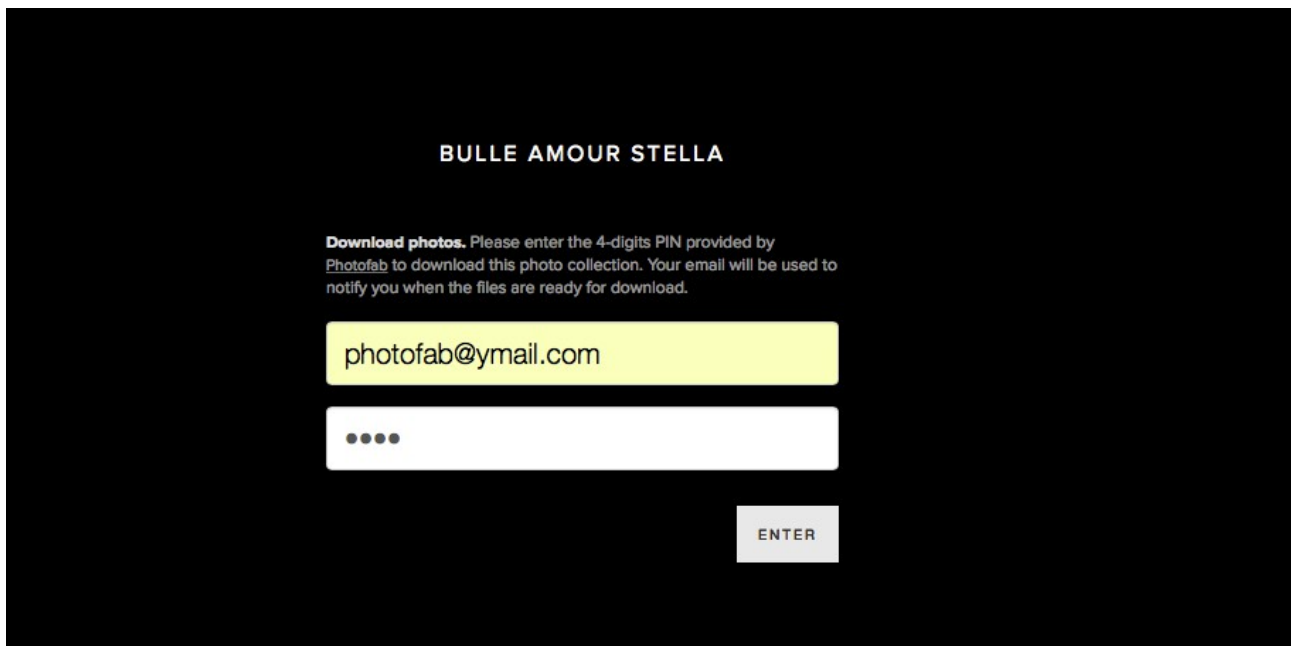 BULLE AMOUR STELLA
Download photos. Please enter the 4-digits PIN provided by
Photofab to download this photo collection. Your email will be used to
notify you when the files are ready for download.
photofab@ymail.com
••••
ENTER